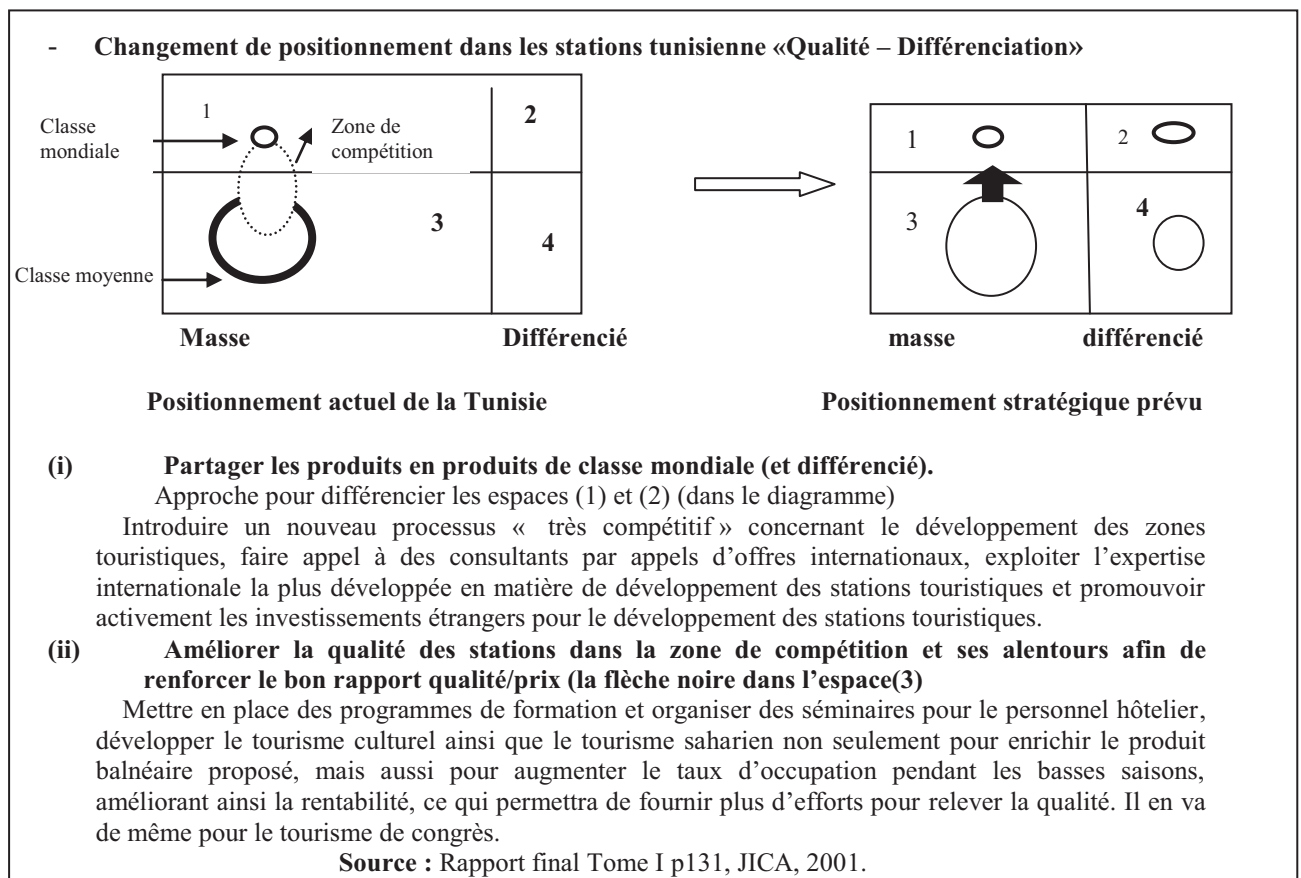 - Changement de positionnement dans les stations tunisienne «Qualité – Différenciation»
1
2
Classe
mondiale
Zone de
compétition
3
4
Classe moyenne
Masse
Différencié
1
2
3
4
masse
différencié
Positionnement actuel de la Tunisie
Positionnement stratégique prévu
(i) Partager les produits en produits de classe mondiale (et différencié).
Approche pour différencier les espaces (1) et (2) (dans le diagramme)
Introduire un nouveau processus « très compétitif » concernant le développement des zones
touristiques, faire appel à des consultants par appels d'offres internationaux, exploiter l'expertise
internationale la plus développée en matière de développement des stations touristiques et promouvoir
activement les investissements étrangers pour le développement des stations touristiques.
(ii) Améliorer la qualité des stations dans la zone de compétition et ses alentours afin de
renforcer le bon rapport qualité/prix (la flèche noire dans l'espace(3)
Mettre en place des programmes de formation et organiser des séminaires pour le personnel hôtelier,
développer le tourisme culturel ainsi que le tourisme saharien non seulement pour enrichir le produit
balnéaire proposé, mais aussi pour augmenter le taux d'occupation pendant les basses saisons,
améliorant ainsi la rentabilité, ce qui permettra de fournir plus d'efforts pour relever la qualité. Il en va
de même pour le tourisme de congrès.
Source : Rapport final Tome I p131, JICA, 2001.